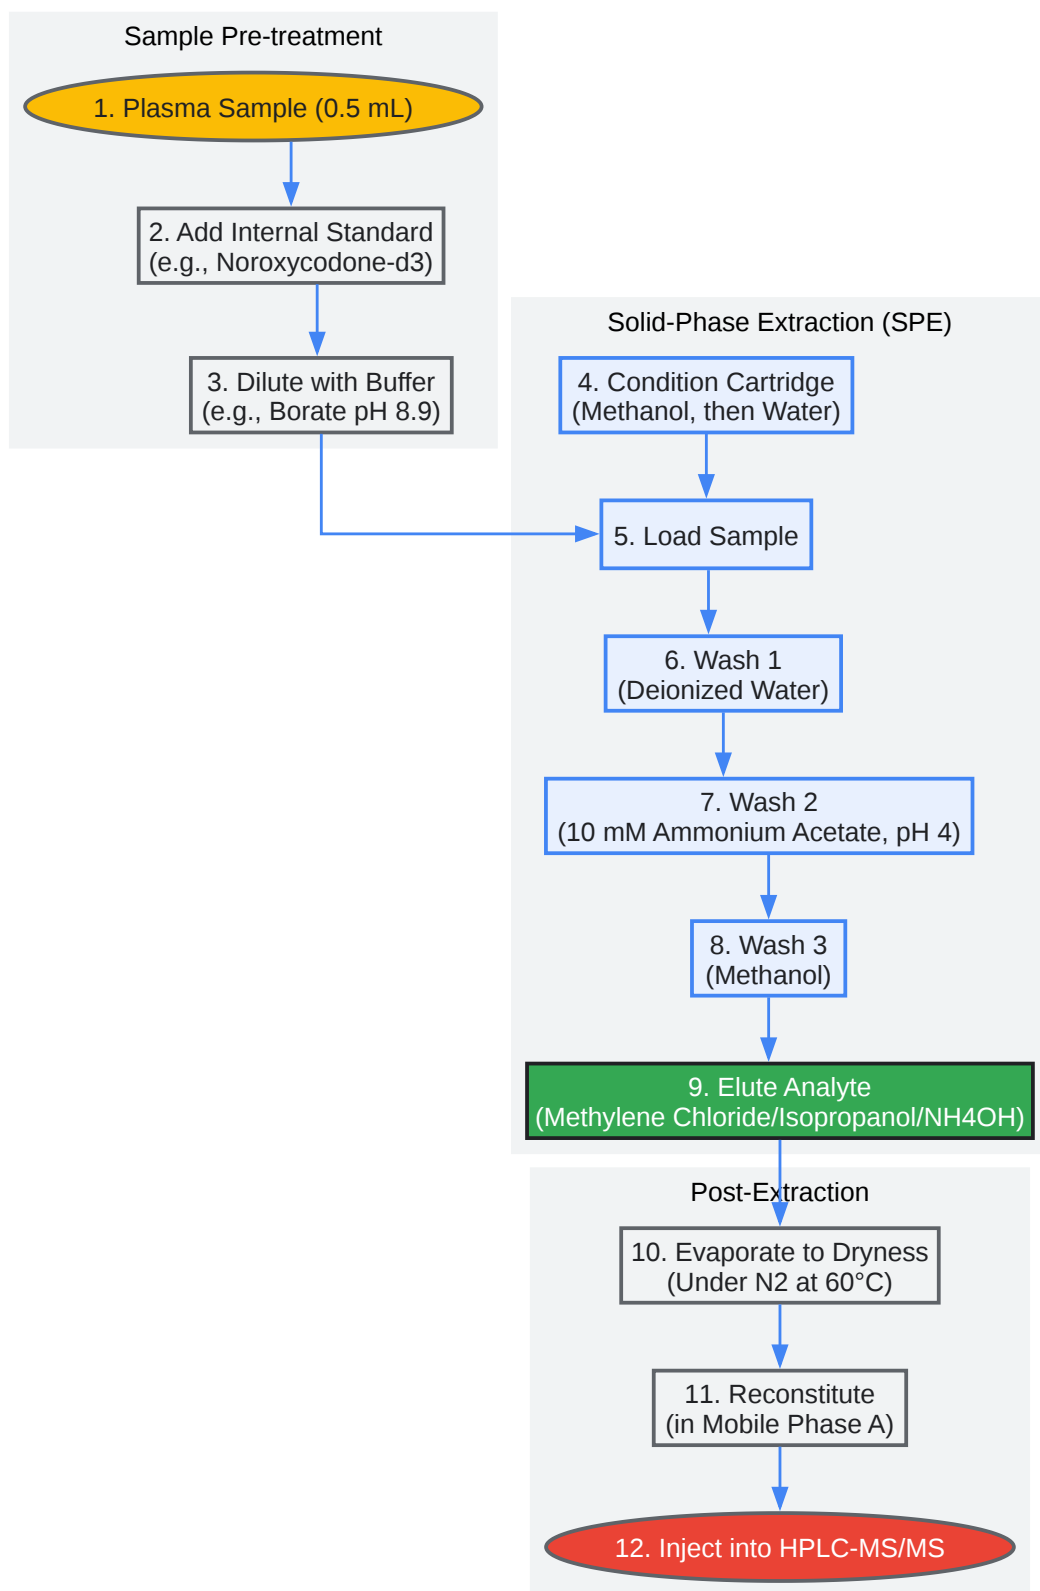 Sample Pre-treatment
1. Plasma Sample (0.5 mL)
2. Add Internal Standard
(e.g., Noroxycodone-d3)
3. Dilute with Buffer
(e.g., Borate pH 8.9)
Solid-Phase Extraction (SPE)
4. Condition Cartridge
(Methanol, then Water)
5. Load Sample
6. Wash 1
(Deionized Water)
7. Wash 2
(10 mM Ammonium Acetate, pH 4)
8. Wash 3
(Methanol)
9. Elute Analyte
(Methylene Chloride/Isopropanol/NH4OH)
Post-Extraction
10. Evaporate to Dryness
(Under N2 at 60°C)
11. Reconstitute
(in Mobile Phase A)
12. Inject into HPLC-MS/MS